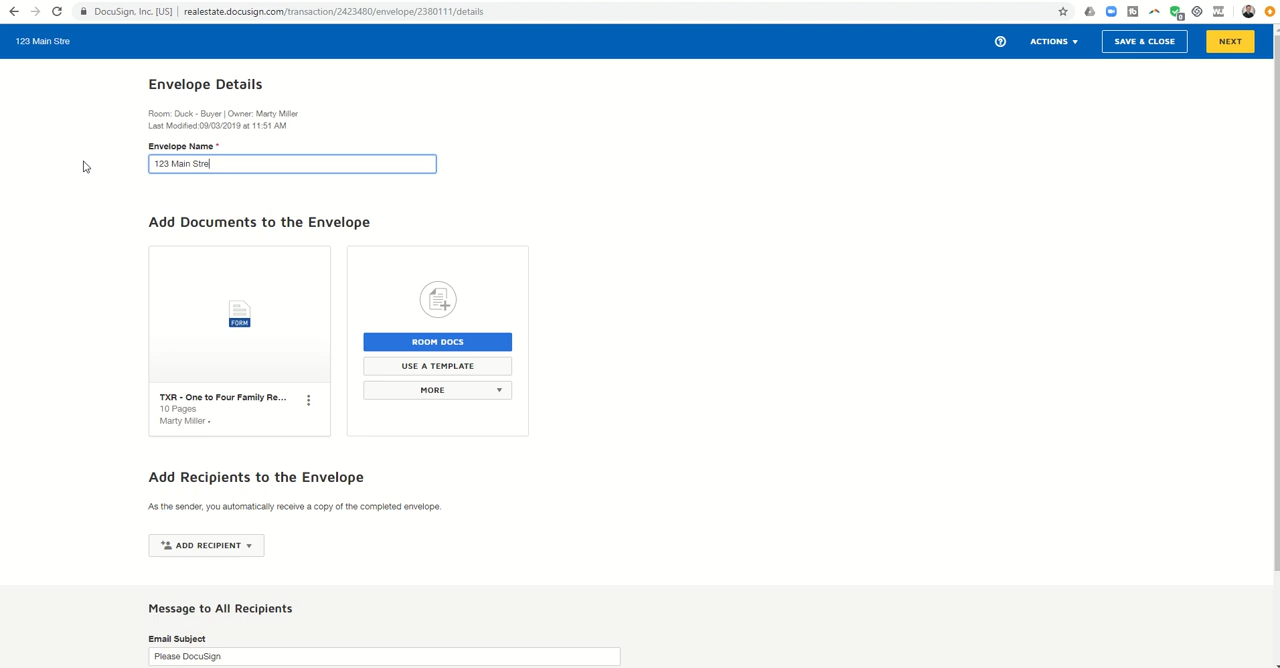 DocuSign, Inc. [US]
realestate.docusign.com/transaction/2423480/envelope/2380111/details
123 Main Stre
ACTIONS
SAVE & CLOSE
NEXT
Envelope Details
Room: Duck - Buyer | Owner: Marty Miller
Last Modified:09/03/2019 at 11:51 AM
Envelope Name *
123 Main Stre
Add Documents to the Envelope
FORM
TXR - One to Four Family Re...
10 Pages
Marty Miller
ROOM DOCS
USE A TEMPLATE
MORE
Add Recipients to the Envelope
As the sender, you automatically receive a copy of the completed envelope.
ADD RECIPIENT
Message to All Recipients
Email Subject
Please DocuSign